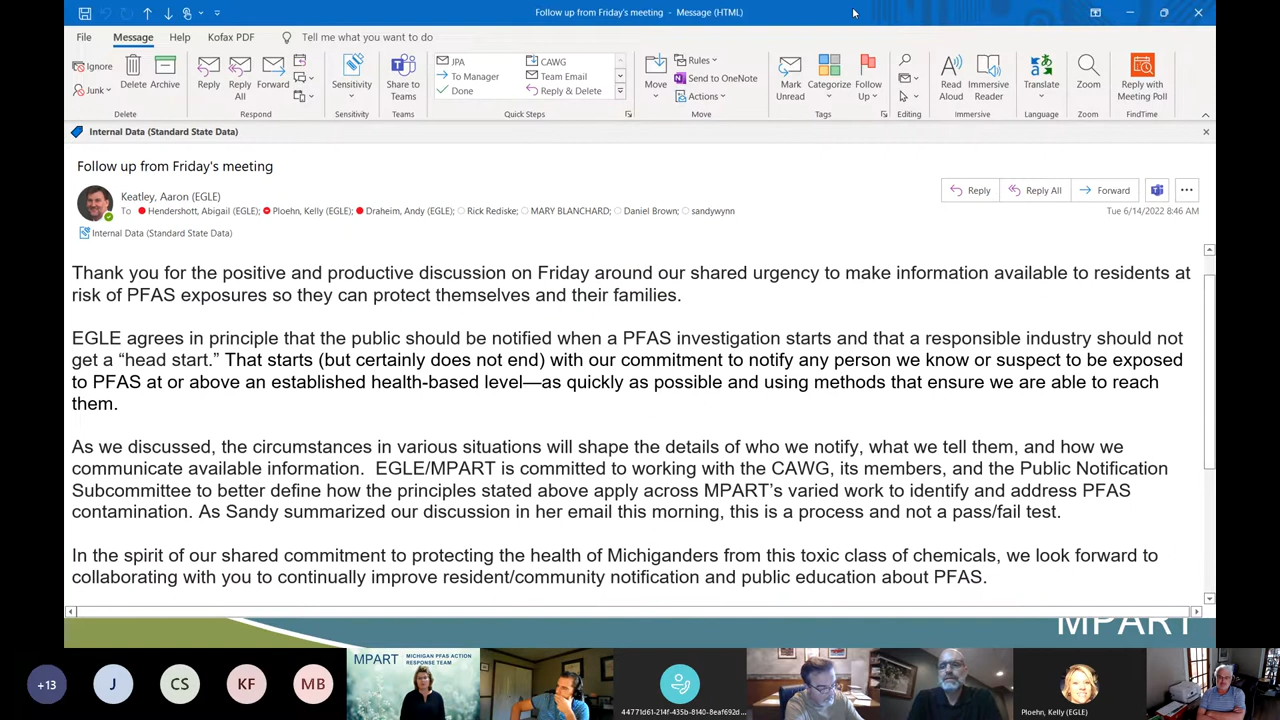 Follow up from Friday's meeting - Message (HTML)
File Message Help Kofax PDF Tell me what you want to do
Ignore
Junk
Delete
Archive
Reply
Reply All
Forward
Sensitivity
Share to Teams
JPA
To Manager
Done
CAWG
Team Email
Reply & Delete
Move
Rules
Send to OneNote
Actions
Mark Unread
Categorize
Follow Up
Read Aloud
Immersive Reader
Translate
Zoom
Reply with Meeting Poll
Delete Respond Sensitivity Teams Quick Steps Move Tags Editing Immersive Language Zoom FindTime
Internal Data (Standard State Data)
Follow up from Friday's meeting
Keatley, Aaron (EGLE)
To Hendershott, Abigail (EGLE); Ploehn, Kelly (EGLE); Draheim, Andy (EGLE); Rick Rediske; MARY BLANCHARD; Daniel Brown; sandywynn
Reply Reply All Forward
Tue 6/14/2022 8:46 AM
Internal Data (Standard State Data)
Thank you for the positive and productive discussion on Friday around our shared urgency to make information available to residents at
risk of PFAS exposures so they can protect themselves and their families.
EGLE agrees in principle that the public should be notified when a PFAS investigation starts and that a responsible industry should not
get a “head start.” That starts (but certainly does not end) with our commitment to notify any person we know or suspect to be exposed
to PFAS at or above an established health-based level—as quickly as possible and using methods that ensure we are able to reach
them.
As we discussed, the circumstances in various situations will shape the details of who we notify, what we tell them, and how we
communicate available information. EGLE/MPART is committed to working with the CAWG, its members, and the Public Notification
Subcommittee to better define how the principles stated above apply across MPART’s varied work to identify and address PFAS
contamination. As Sandy summarized our discussion in her email this morning, this is a process and not a pass/fail test.
In the spirit of our shared commitment to protecting the health of Michiganders from this toxic class of chemicals, we look forward to
collaborating with you to continually improve resident/community notification and public education about PFAS.
MPART
+13
J
CS
KF
MB
MPART MICHIGAN PFAS ACTION
RESPONSE TEAM
44771d61-214f-435b-8140-8eaf692d...
Ploehn, Kelly (EGLE)